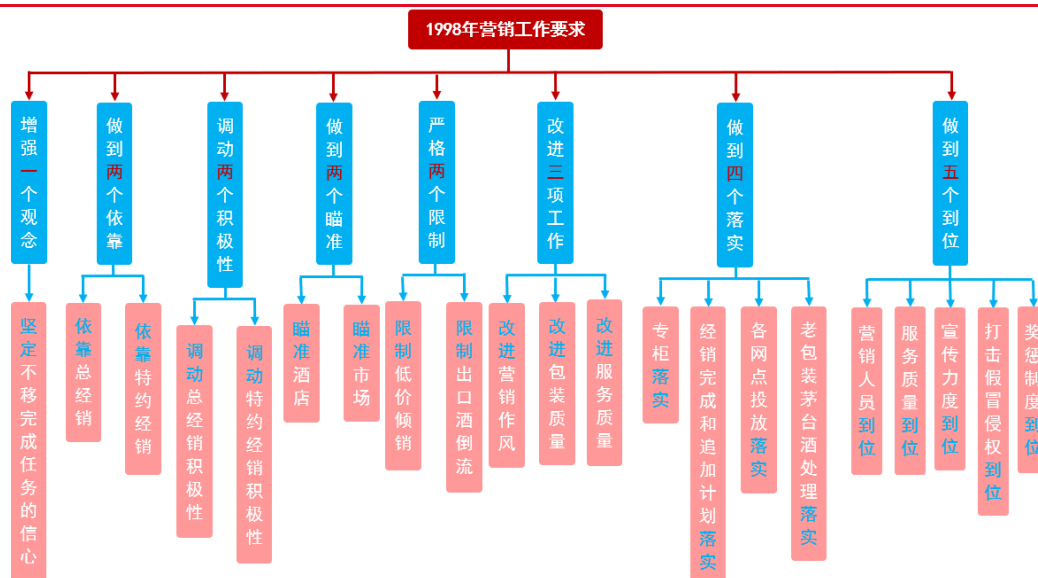 1998年营销工作要求
增强一个观念
做到两个依靠
调动两个积极性
做到两个瞄准
严格两个限制
改进三项工作
做到四个落实
做到五个到位
坚定不移完成任务的信心
依靠总经销
依靠特约经销
调动总经销积极性
调动特约经销积极性
瞄准酒店
瞄准市场
限制低价倾销
限制出口酒倒流
改进营销作风
改进包装质量
改进服务质量
专柜落实
经销完成和追加计划落实
各网点投放落实
老包装茅台酒处理落实
营销人员到位
服务质量到位
宣传力度到位
打击假冒侵权到位
奖惩制度到位